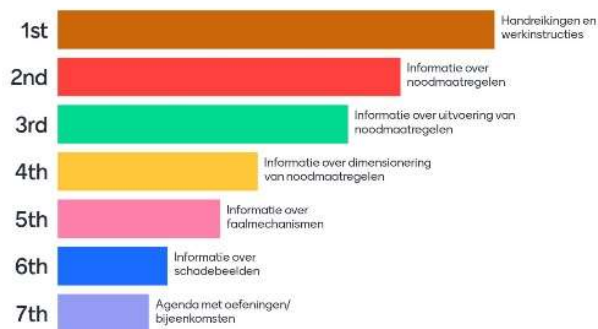 1st
Handreikingen en
werkinstructies
2nd
Informatie over
noodmaatregelen
3rd
Informatie over uitvoering van
noodmaatregelen
4th
Informatie over dimensionering
van noodmaatregelen
5th
Informatie over
faalmechanismen
6th
Informatie over
schadebeelden
7th
Agenda met oefeningen/
bijeenkomsten